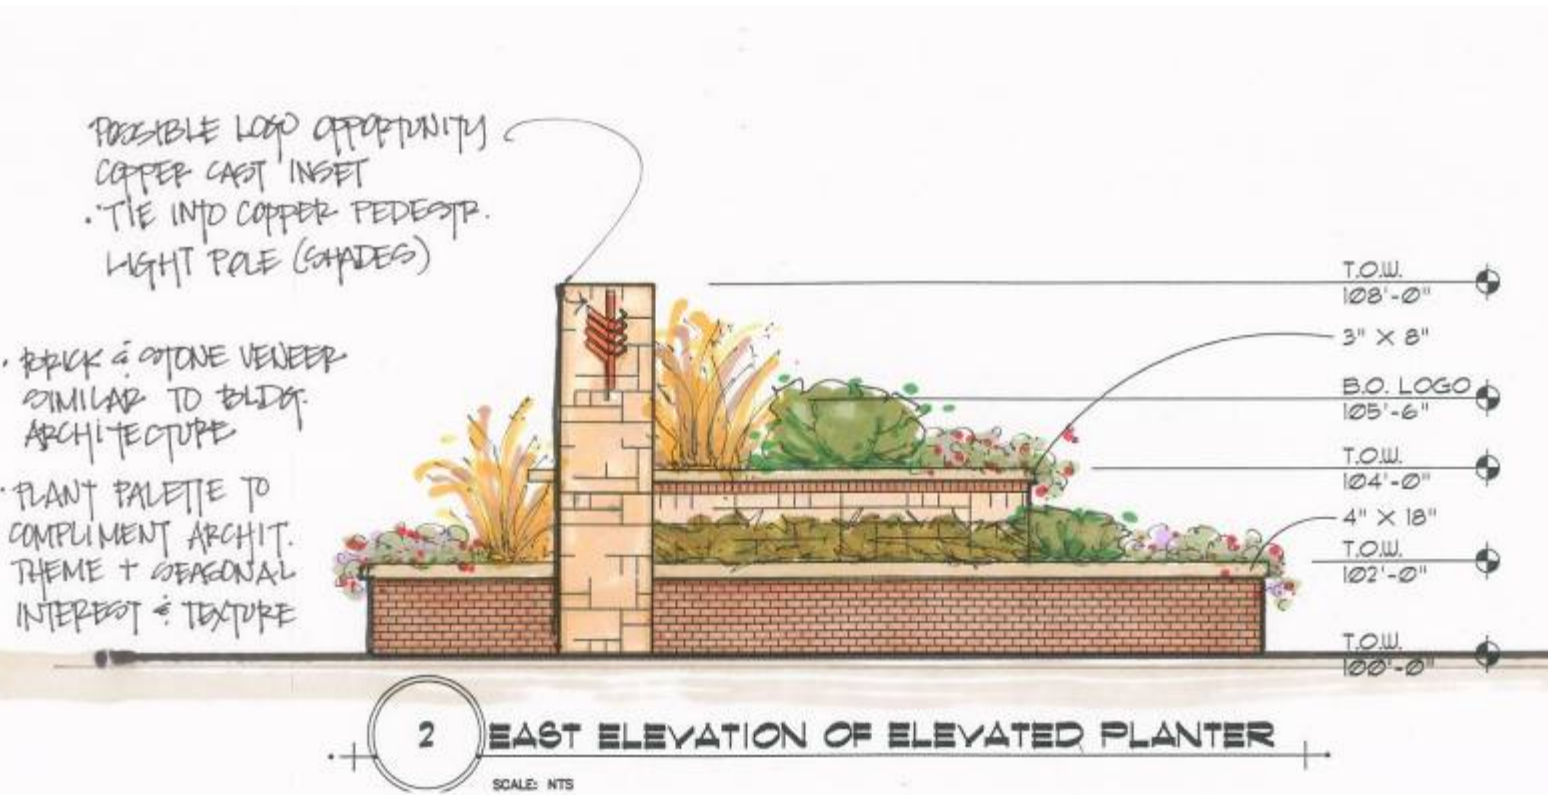 POSSIBLE LOGO OPPORTUNITY
COPPER CAST INSET
• TIE INTO COPPER PEDESTR.
LIGHT POLE (SHADES)
• BRICK & STONE VENEER
SIMILAR TO BLDG.
ARCHITECTURE
• PLANT PALETTE TO
COMPLIMENT ARCHIT.
THEME + SEASONAL
INTEREST & TEXTURE
T.O.W.
108'-0"
3" X 8"
B.O. LOGO
105'-6"
T.O.W.
104'-0"
4" X 18"
T.O.W.
102'-0"
T.O.W.
100'-0"
2 EAST ELEVATION OF ELEVATED PLANTER
SCALE: NTS